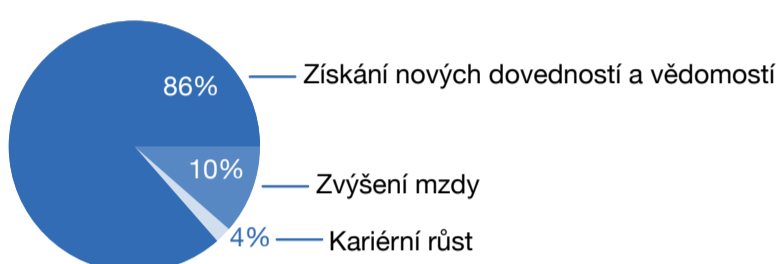 86%
Získání nových dovedností a vědomostí
10%
Zvýšení mzdy
4%
Kariérní růst